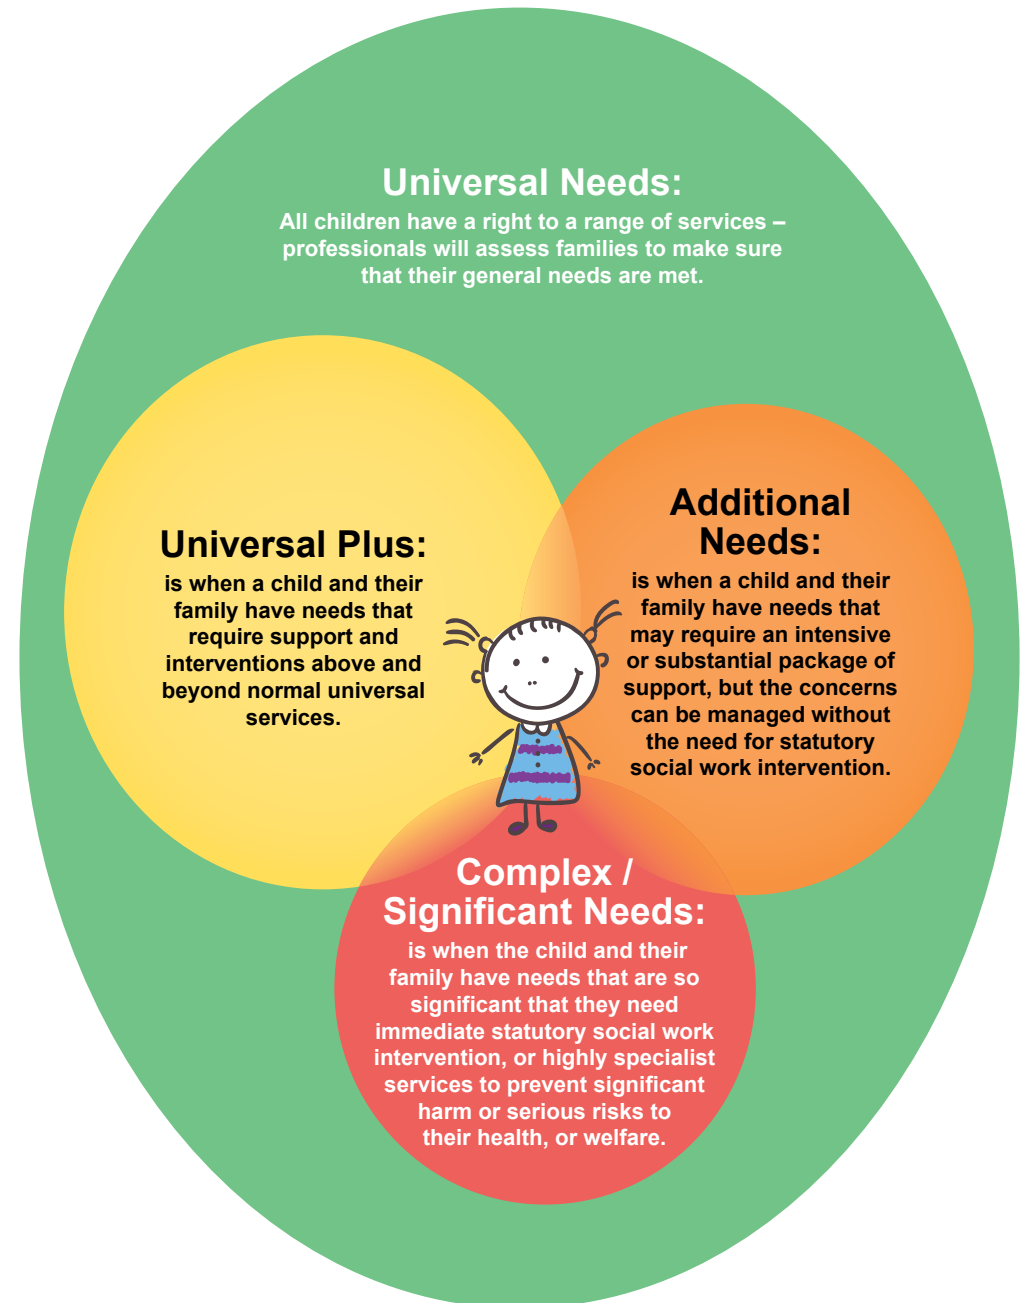 Universal Needs:
All children have a right to a range of services –
professionals will assess families to make sure
that their general needs are met.
Universal Plus:
is when a child and their
family have needs that
require support and
interventions above and
beyond normal universal
services.
Additional
Needs:
is when a child and their
family have needs that
may require an intensive
or substantial package of
support, but the concerns
can be managed without
the need for statutory
social work intervention.
Complex /
Significant Needs:
is when the child and their
family have needs that are so
significant that they need
immediate statutory social work
intervention, or highly specialist
services to prevent significant
harm or serious risks to
their health, or welfare.